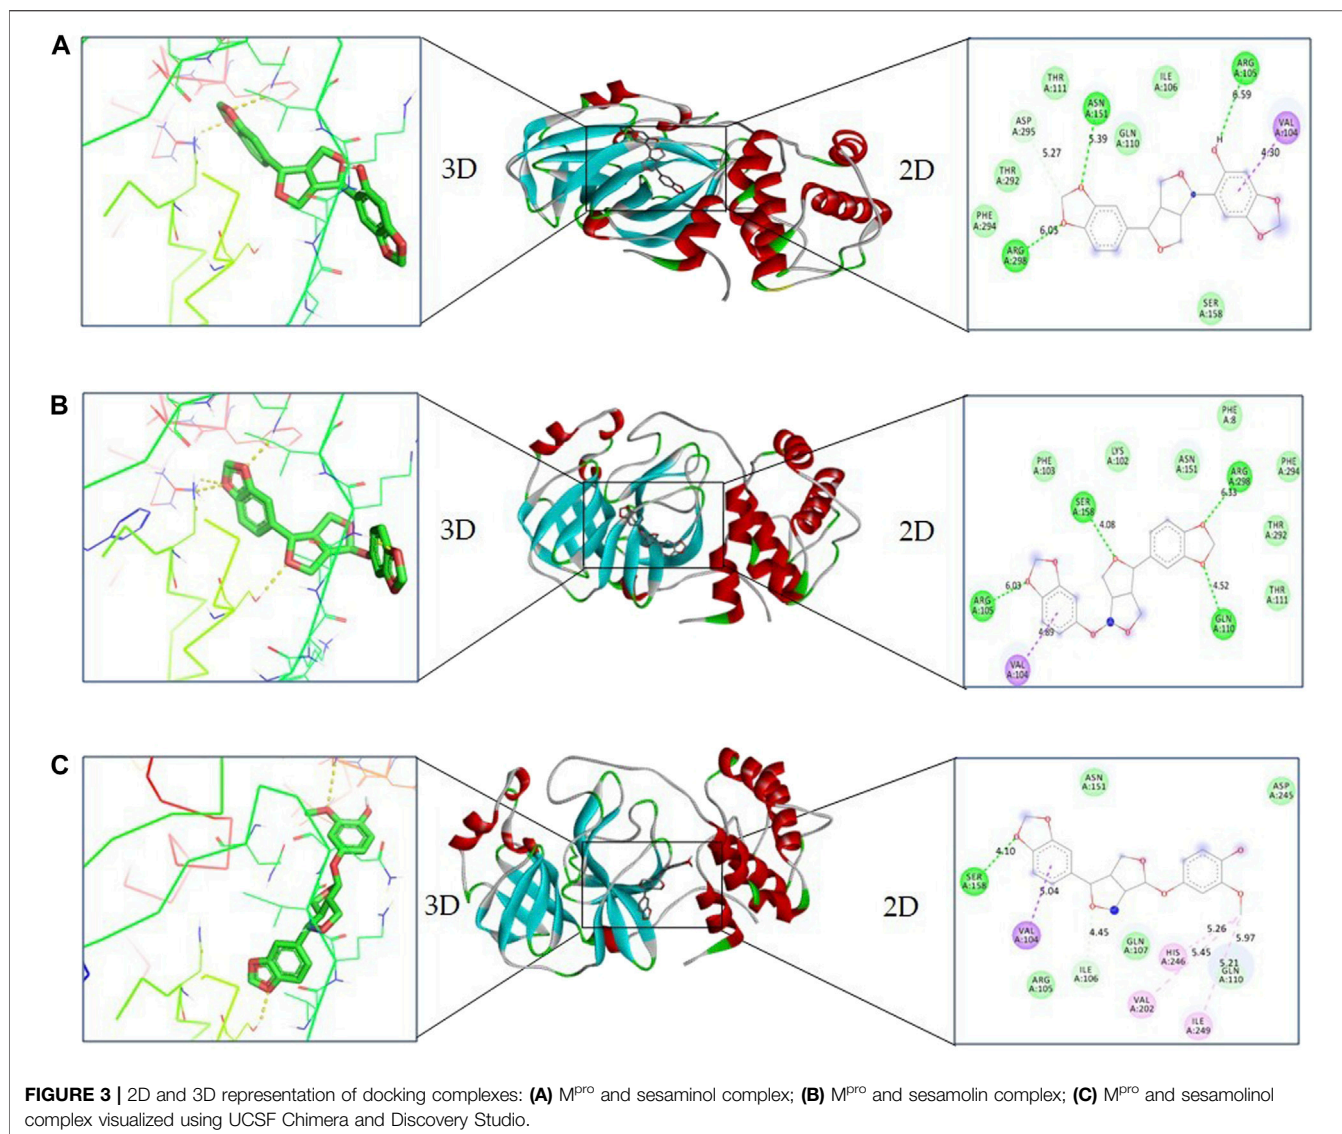 A
3D
2D
THR
A:111
ILE
A:106
ARG
A:105
ASN
A:151
6.59
VAL
A:104
ASP
A:295
5.39
GLN
A:110
H
4.30
5.27
THR
A:292
PHE
A:294
6.05
ARG
A:298
SER
A:158
B
3D
2D
PHE
A:8
PHE
A:103
LYS
A:102
ASN
A:151
ARG
A:298
PHE
A:294
6.33
SER
A:158
4.08
THR
A:292
6.03
ARG
A:105
4.52
THR
A:111
GLN
A:110
4.69
VAL
A:104
C
3D
2D
ASN
A:151
ASP
A:245
4.10
SER
A:158
5.04
VAL
A:104
4.45
GLN
A:107
5.26
5.97
HIS
A:246
5.45
5.21
GLN
A:110
ARG
A:105
ILE
A:106
VAL
A:202
ILE
A:249
FIGURE 3 | 2D and 3D representation of docking complexes: (A) Mpro and sesaminol complex; (B) Mpro and sesamolin complex; (C) Mpro and sesamolinol
complex visualized using UCSF Chimera and Discovery Studio.